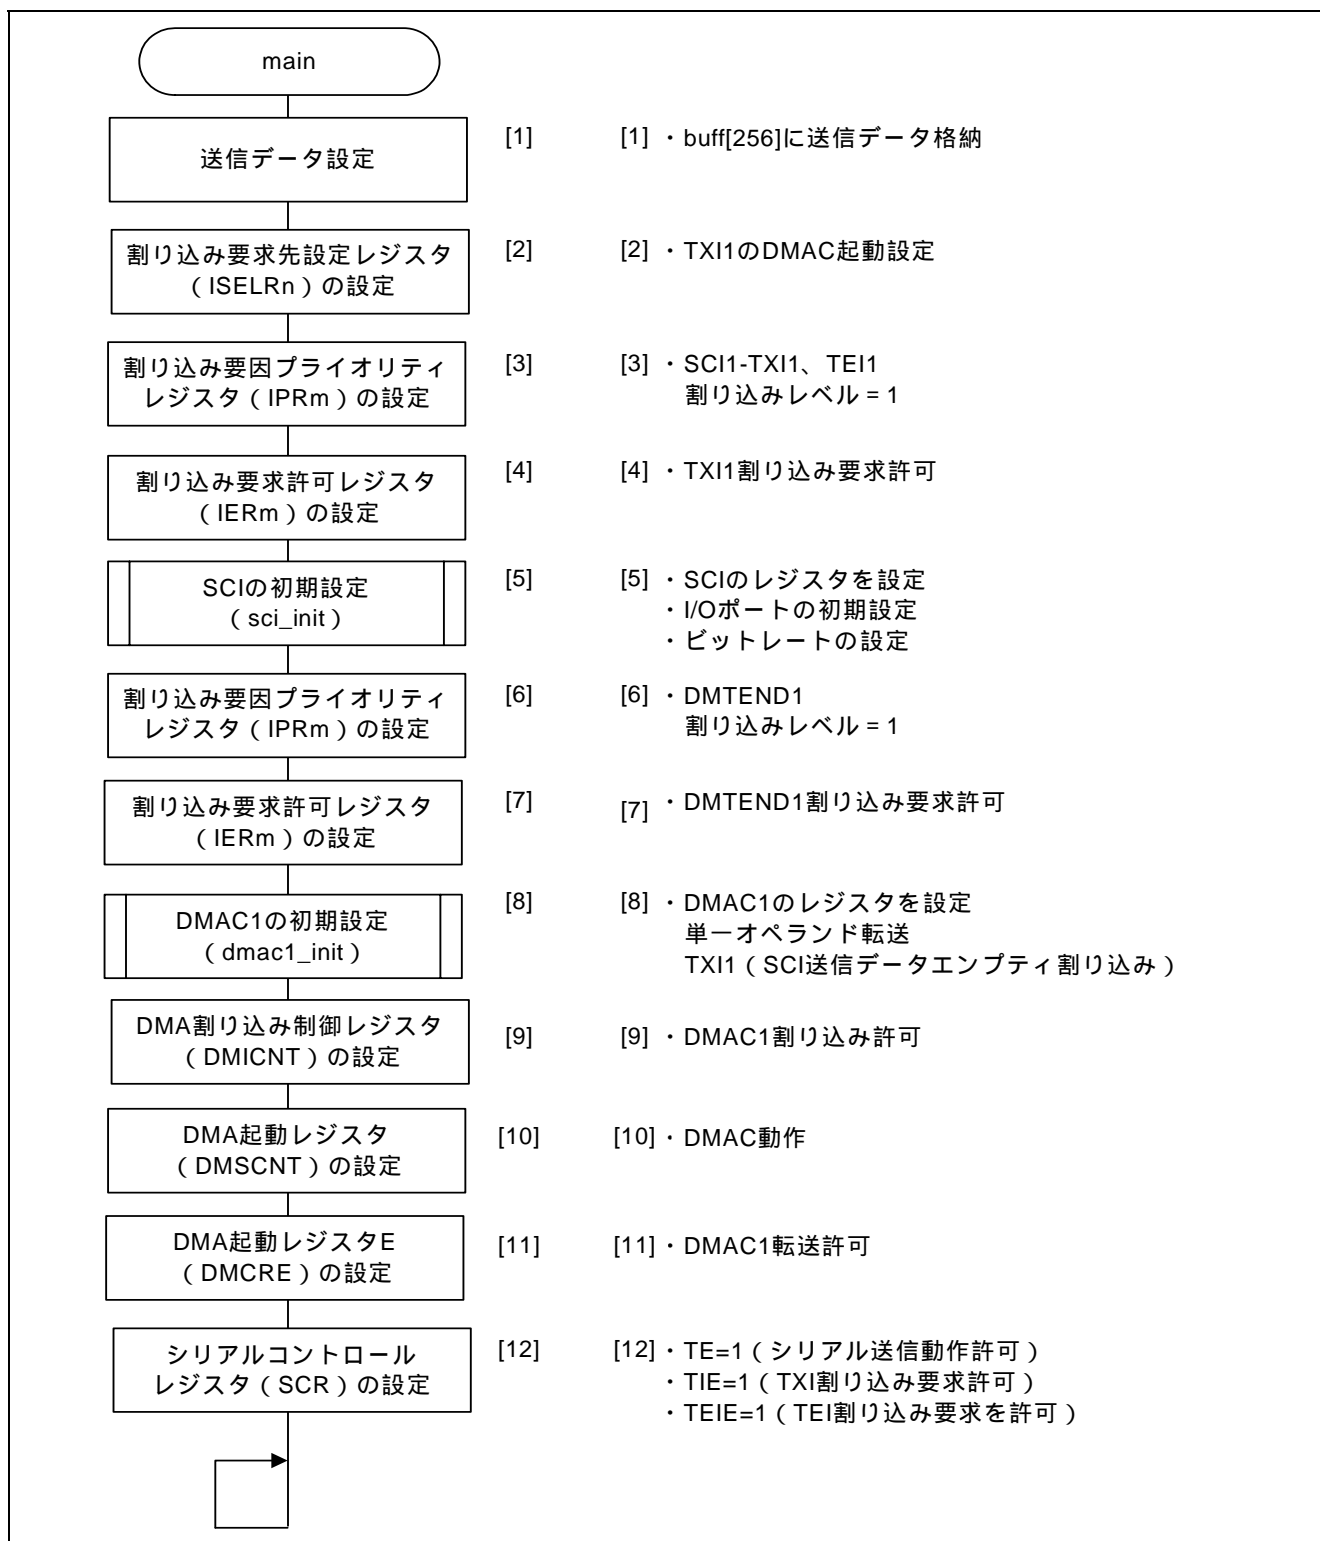 main
送信データ設定
[1]
[1] ・buff[256]に送信データ格納
割り込み要求先設定レジスタ
（ISELRn）の設定
[2]
[2] ・TXI1のDMAC起動設定
割り込み要因プライオリティ
レジスタ（IPRm）の設定
[3]
[3] ・SCI1-TXI1、TEI1
割り込みレベル = 1
割り込み要求許可レジスタ
（IERm）の設定
[4]
[4] ・TXI1割り込み要求許可
SCIの初期設定
（sci_init）
[5]
[5] ・SCIのレジスタを設定
・I/Oポートの初期設定
・ビットレートの設定
割り込み要因プライオリティ
レジスタ（IPRm）の設定
[6]
[6] ・DMTEND1
割り込みレベル = 1
割り込み要求許可レジスタ
（IERm）の設定
[7]
[7] ・DMTEND1割り込み要求許可
DMAC1の初期設定
（dmac1_init）
[8]
[8] ・DMAC1のレジスタを設定
単一オペランド転送
TXI1（SCI送信データエンプティ割り込み）
DMA割り込み制御レジスタ
（DMICNT）の設定
[9]
[9] ・DMAC1割り込み許可
DMA起動レジスタ
（DMSCNT）の設定
[10]
[10]・DMAC動作
DMA起動レジスタE
（DMCRE）の設定
[11]
[11]・DMAC1転送許可
シリアルコントロール
レジスタ（SCR）の設定
[12]
[12]・TE=1（シリアル送信動作許可）
・TIE=1（TXI割り込み要求許可）
・TEIE=1（TEI割り込み要求を許可）